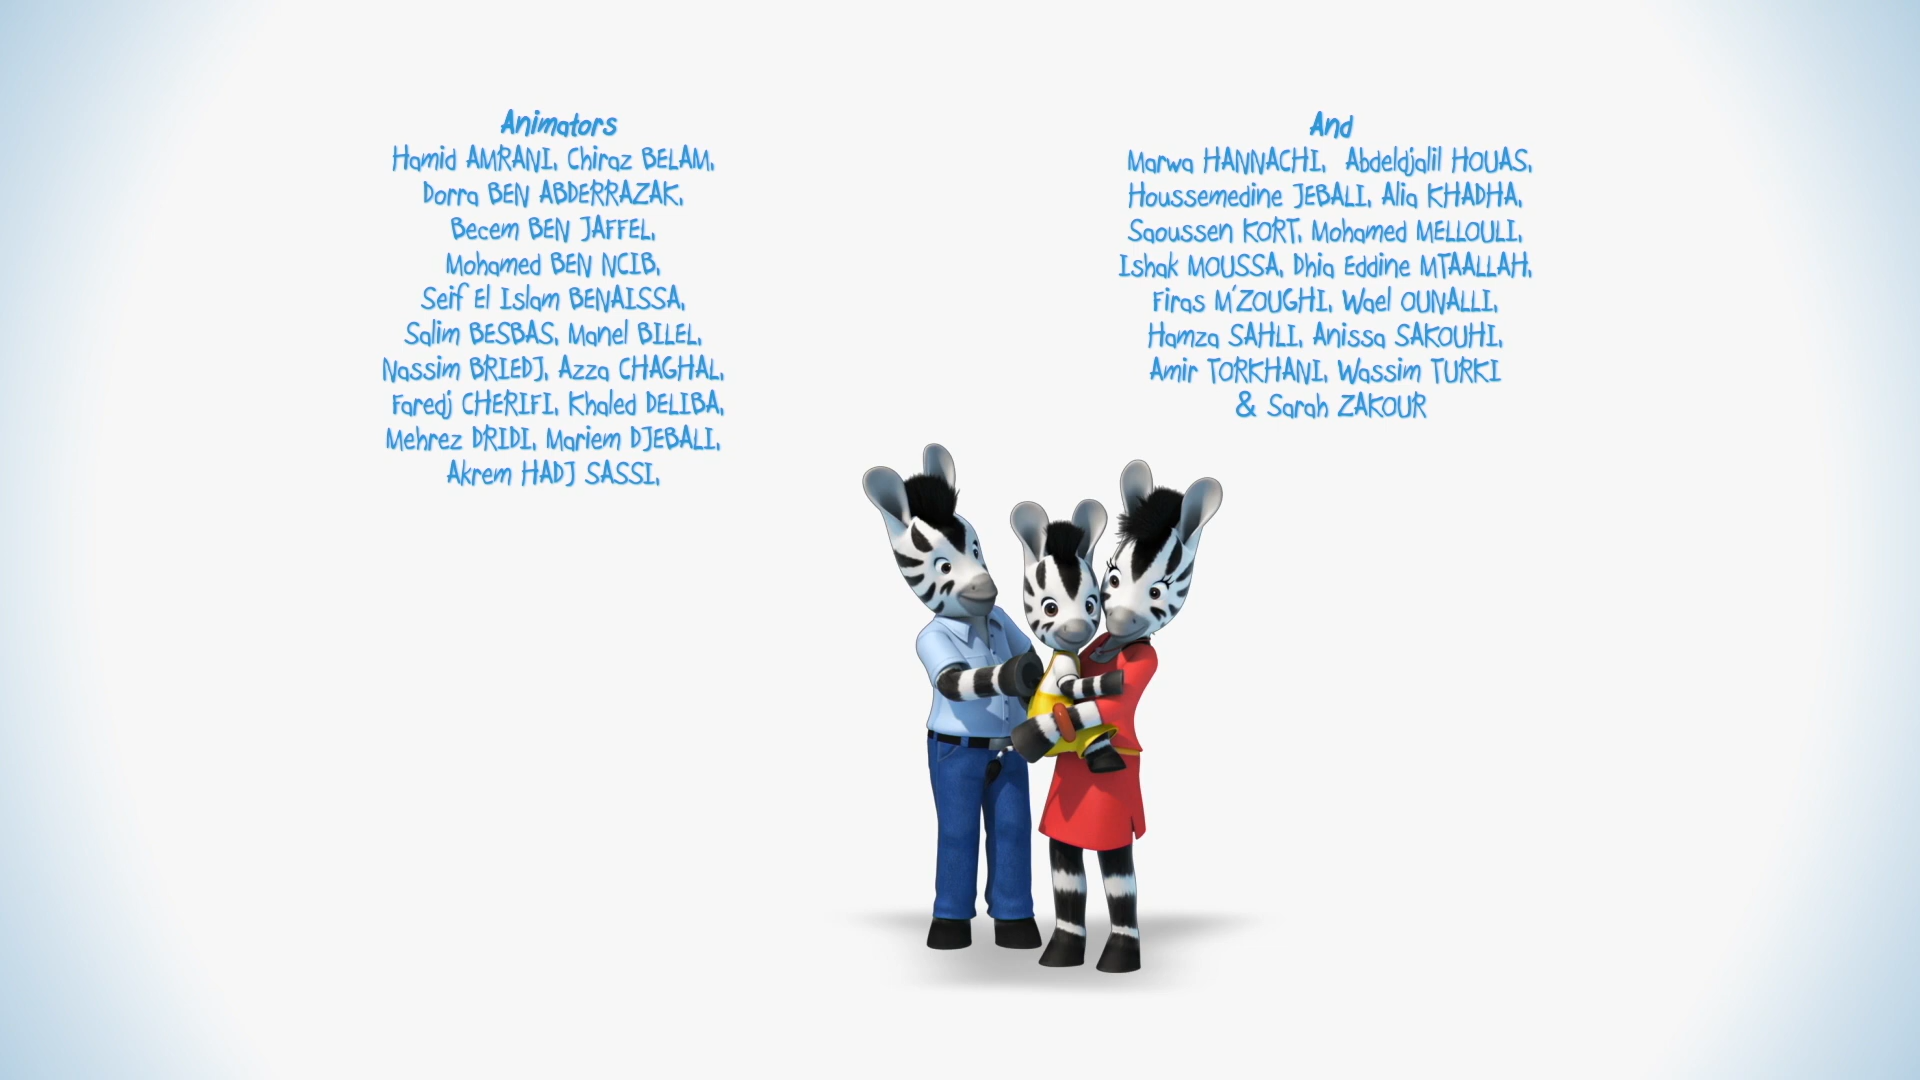 Animators
Hamid AMRANI, Chiraz BELAM,
Dorra BEN ABDERRAZAK,
Becem BEN JAFFEL,
Mohamed BEN NCIB,
Seif El Islam BENAISSA,
Salim BESBAS, Manel BILEL,
Nassim BRIEDJ, Azza CHAGHAL,
Faredj CHERIFI, Khaled DELIBA,
Mehrez DRIDI, Mariem DJEBALI,
Akrem HADJ SASSI,
And
Marwa HANNACHI, Abdeldjalil HOUAS,
Houssemedine JEBALI, Alia KHADHA,
Saoussen KORT, Mohamed MELLOULI,
Ishak MOUSSA, Dhia Eddine MTAALLAH,
Firas M'ZOUGHI, Wael OUNALLI,
Hamza SAHLI, Anissa SAKOUHI,
Amir TORKHANI, Wassim TURKI
& Sarah ZAKOUR